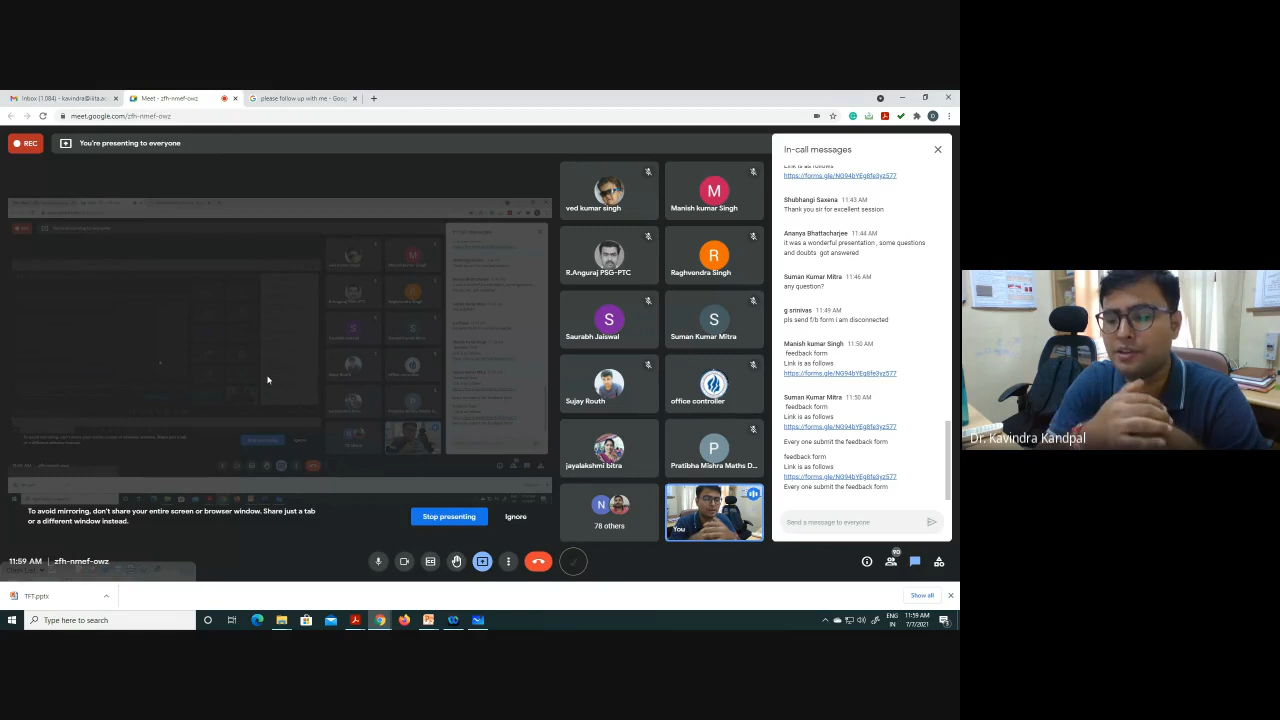 Inbox (1,084) - kavindra@iiita.ac
Meet - zfh-nmef-owz
please follow up with me - Goog
meet.google.com/zfh-nmef-owz
REC
You're presenting to everyone
In-call messages
Link is as follows
https://forms.gle/NG94bYEg8fe3yz577
Shubhangi Saxena 11:43 AM
Thank you sir for excellent session
Ananya Bhattacharjee 11:44 AM
it was a wonderful presentation , some questions
and doubts got answered
Suman Kumar Mitra 11:46 AM
any question?
g srinivas 11:49 AM
pls send f/b form i am disconnected
Manish kumar Singh 11:50 AM
feedback form
Link is as follows
https://forms.gle/NG94bYEg8fe3yz577
Suman Kumar Mitra 11:50 AM
feedback form
Link is as follows
https://forms.gle/NG94bYEg8fe3yz577
Every one submit the feedback form
feedback form
Link is as follows
https://forms.gle/NG94bYEg8fe3yz577
Every one submit the feedback form
Send a message to everyone
ved kumar singh
M
Manish kumar Singh
R.Anguraj PSG-PTC
R
Raghvendra Singh
S
Saurabh Jaiswal
S
Suman Kumar Mitra
Sujay Routh
office controller
jayalakshmi bitra
P
Pratibha Mishra Maths D...
N
78 others
You
To avoid mirroring, don't share your entire screen or browser window. Share just a tab
or a different window instead.
Stop presenting
Ignore
11:59 AM
zfh-nmef-owz
90
TFT.pptx
Show all
Type here to search
ENG
IN
11:59 AM
7/7/2021
Dr. Kavindra Kandpal